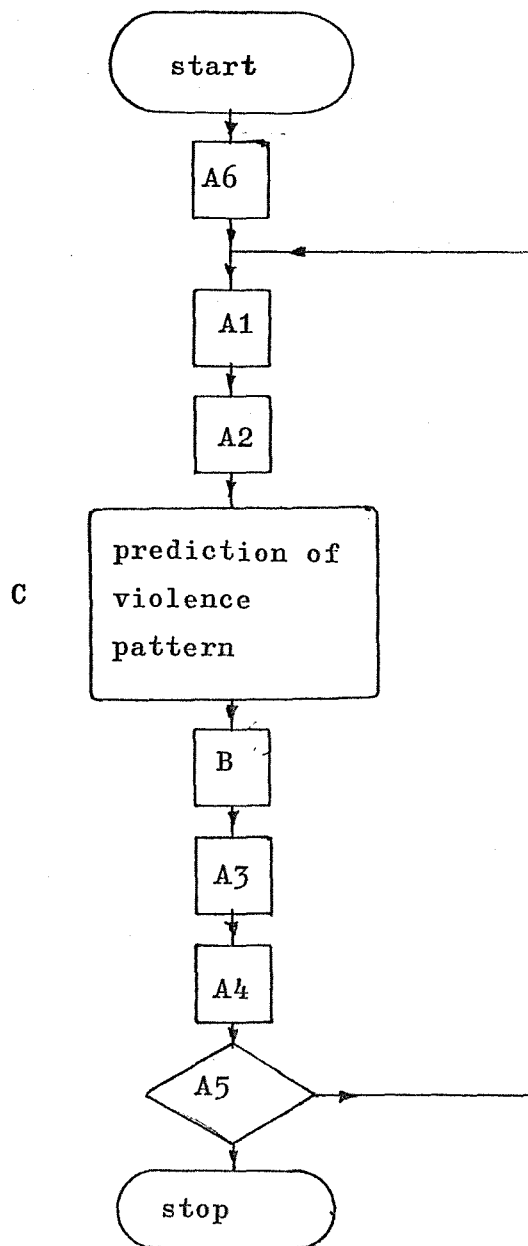 start
A6
A1
A2
C
prediction of
violence
pattern
B
A3
A4
A5
stop